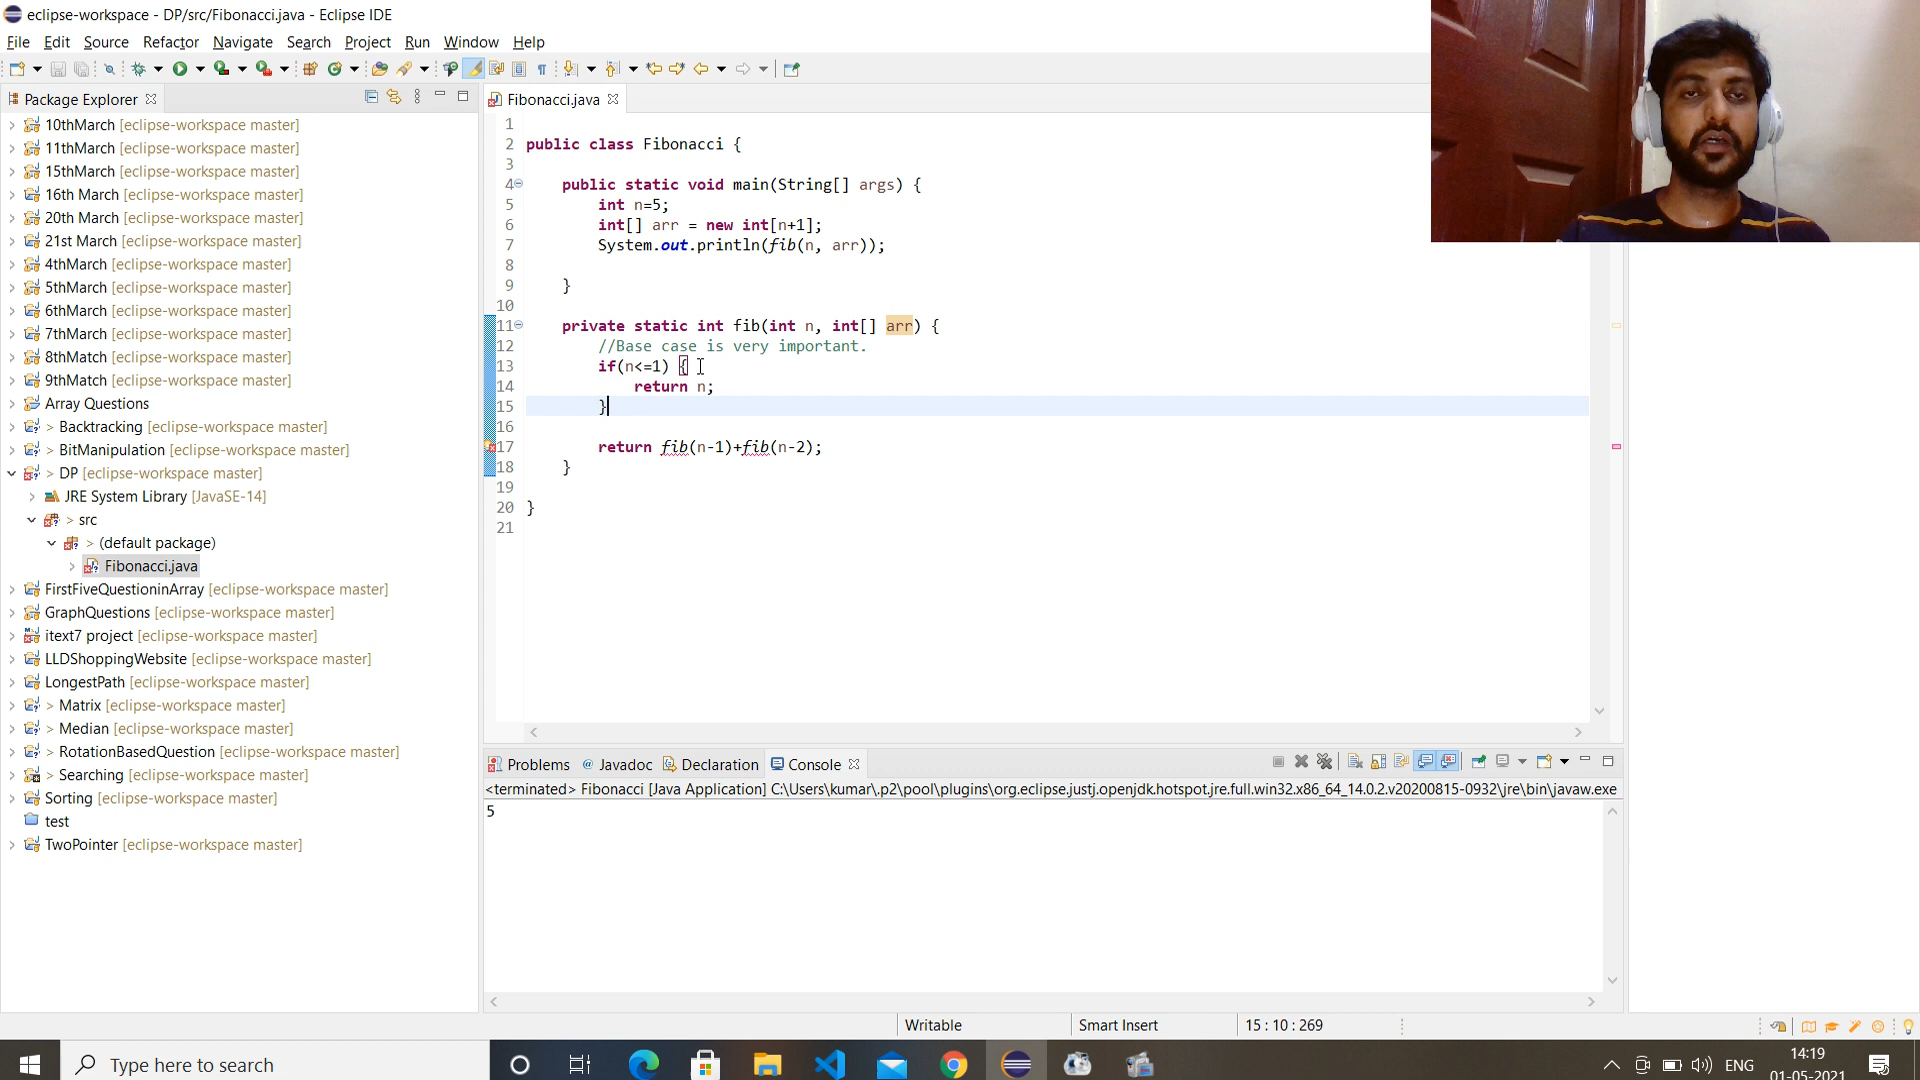 eclipse-workspace - DP/src/Fibonacci.java - Eclipse IDE
File Edit Source Refactor Navigate Search Project Run Window Help
Package Explorer
10thMarch [eclipse-workspace master]
11thMarch [eclipse-workspace master]
15thMarch [eclipse-workspace master]
16th March [eclipse-workspace master]
20th March [eclipse-workspace master]
21st March [eclipse-workspace master]
4thMarch [eclipse-workspace master]
5thMarch [eclipse-workspace master]
6thMarch [eclipse-workspace master]
7thMarch [eclipse-workspace master]
8thMatch [eclipse-workspace master]
9thMatch [eclipse-workspace master]
Array Questions
> Backtracking [eclipse-workspace master]
> BitManipulation [eclipse-workspace master]
> DP [eclipse-workspace master]
JRE System Library [JavaSE-14]
> src
> (default package)
Fibonacci.java
FirstFiveQuestioninArray [eclipse-workspace master]
GraphQuestions [eclipse-workspace master]
itext7 project [eclipse-workspace master]
LLDShoppingWebsite [eclipse-workspace master]
LongestPath [eclipse-workspace master]
> Matrix [eclipse-workspace master]
> Median [eclipse-workspace master]
> RotationBasedQuestion [eclipse-workspace master]
> Searching [eclipse-workspace master]
Sorting [eclipse-workspace master]
test
TwoPointer [eclipse-workspace master]
Fibonacci.java
1
2 public class Fibonacci {
3
4 public static void main(String[] args) {
5 int n=5;
6 int[] arr = new int[n+1];
7 System.out.println(fib(n, arr));
8
9 }
10
11 private static int fib(int n, int[] arr) {
12 //Base case is very important.
13 if(n<=1) {
14 return n;
15 }
16
17 return fib(n-1)+fib(n-2);
18 }
19
20 }
21
Problems @ Javadoc Declaration Console
<terminated> Fibonacci [Java Application] C:\Users\kumar\.p2\pool\plugins\org.eclipse.justj.openjdk.hotspot.jre.full.win32.x86_64_14.0.2.v20200815-0932\jre\bin\javaw.exe
5
Writable Smart Insert 15 : 10 : 269
Type here to search
ENG
14:19
01-05-2021